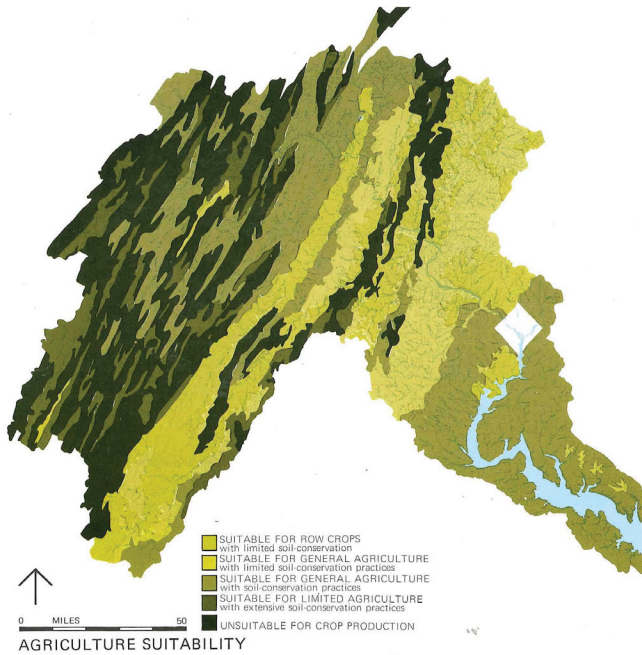 SUITABLE FOR ROW CROPS
with limited soil-conservation
SUITABLE FOR GENERAL AGRICULTURE
with limited soil-conservation practices
SUITABLE FOR GENERAL AGRICULTURE
with soil-conservation practices
SUITABLE FOR LIMITED AGRICULTURE
with extensive soil-conservation practices
UNSUITABLE FOR CROP PRODUCTION
0 MILES 50
AGRICULTURE SUITABILITY